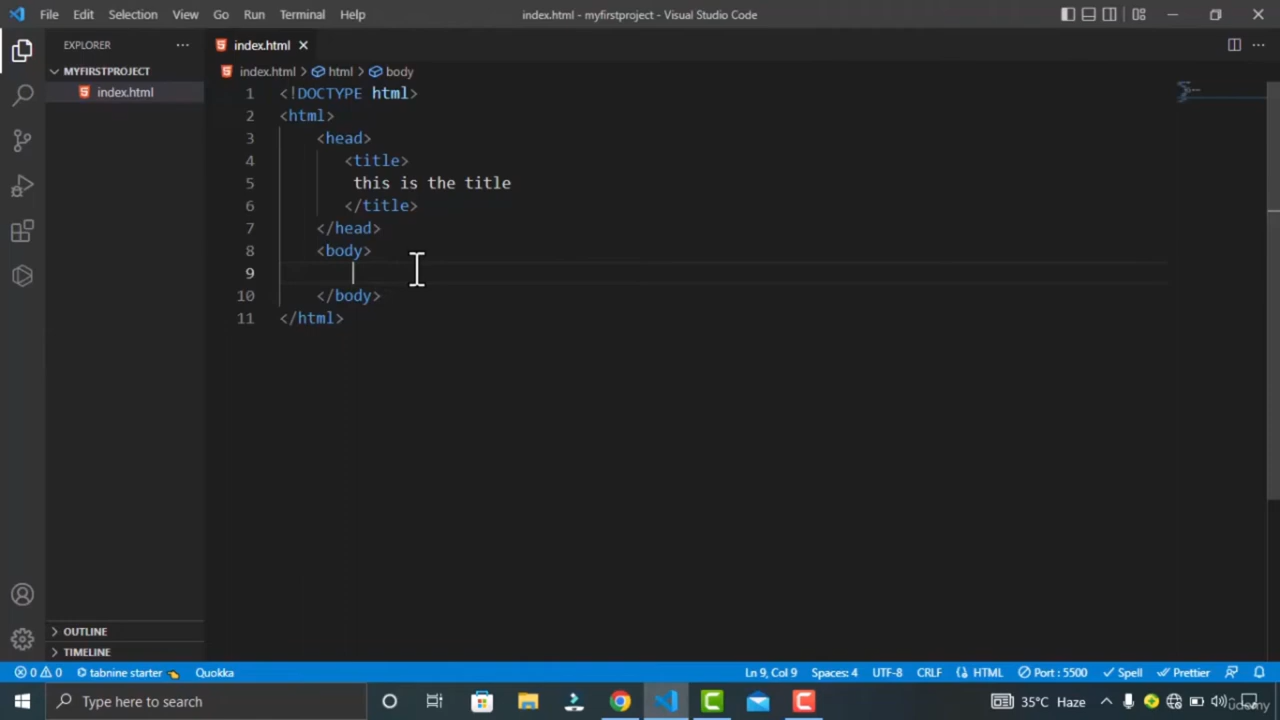 File Edit Selection View Go Run Terminal Help index.html - myfirstproject - Visual Studio Code
EXPLORER
index.html
MYFIRSTPROJECT
index.html
index.html > html > body
1 <!DOCTYPE html>
2 <html>
3 <head>
4 <title>
5 this is the title
6 </title>
7 </head>
8 <body>
9
10 </body>
11 </html>
OUTLINE
TIMELINE
0 0 tabnine starter Quokka Ln 9, Col 9 Spaces: 4 UTF-8 CRLF HTML Port : 5500 Spell Prettier
Type here to search 35°C Haze
ûdemy